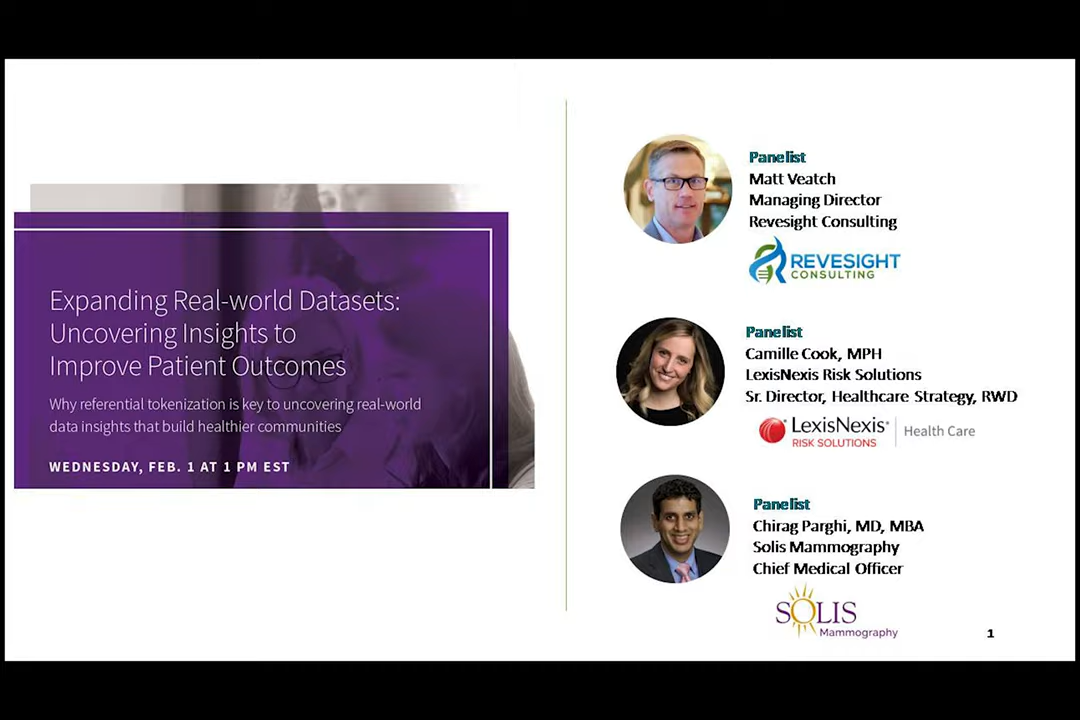 Expanding Real-world Datasets:
Uncovering Insights to
Improve Patient Outcomes
Why referential tokenization is key to uncovering real-world
data insights that build healthier communities
WEDNESDAY, FEB. 1 AT 1 PM EST
Panelist
Matt Veatch
Managing Director
Revesight Consulting
REVESIGHT
CONSULTING
Panelist
Camille Cook, MPH
LexisNexis Risk Solutions
Sr. Director, Healthcare Strategy, RWD
LexisNexis®
RISK SOLUTIONS
Health Care
Panelist
Chirag Parghi, MD, MBA
Solis Mammography
Chief Medical Officer
SOLIS
Mammography
1